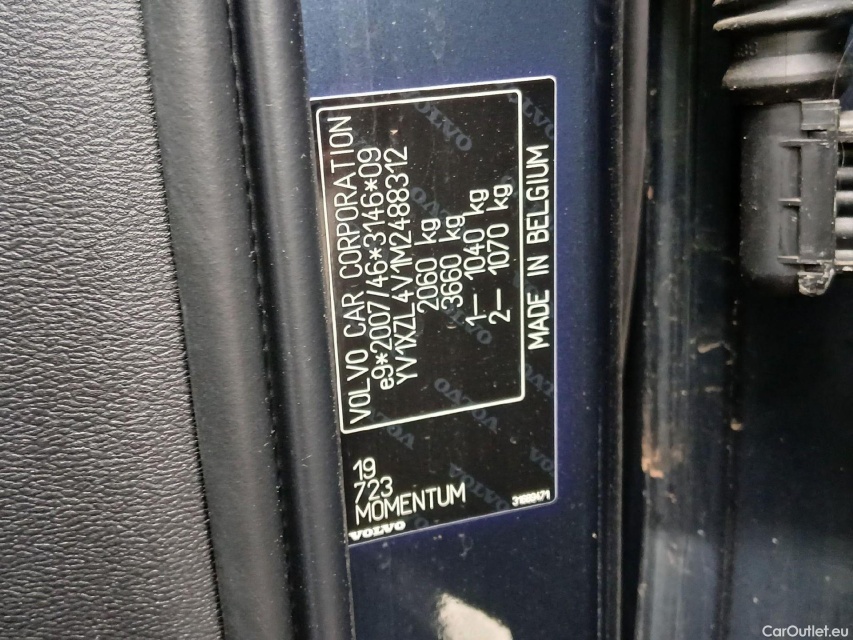 VOLVO CAR CORPORATION
e9*2007/46*3146*09
YV1XZL4V1M2488312
2060 kg
3660 kg
1– 1040 kg
2– 1070 kg
MADE IN BELGIUM
19
723
MOMENTUM
VOLVO
CarOutlet.eu